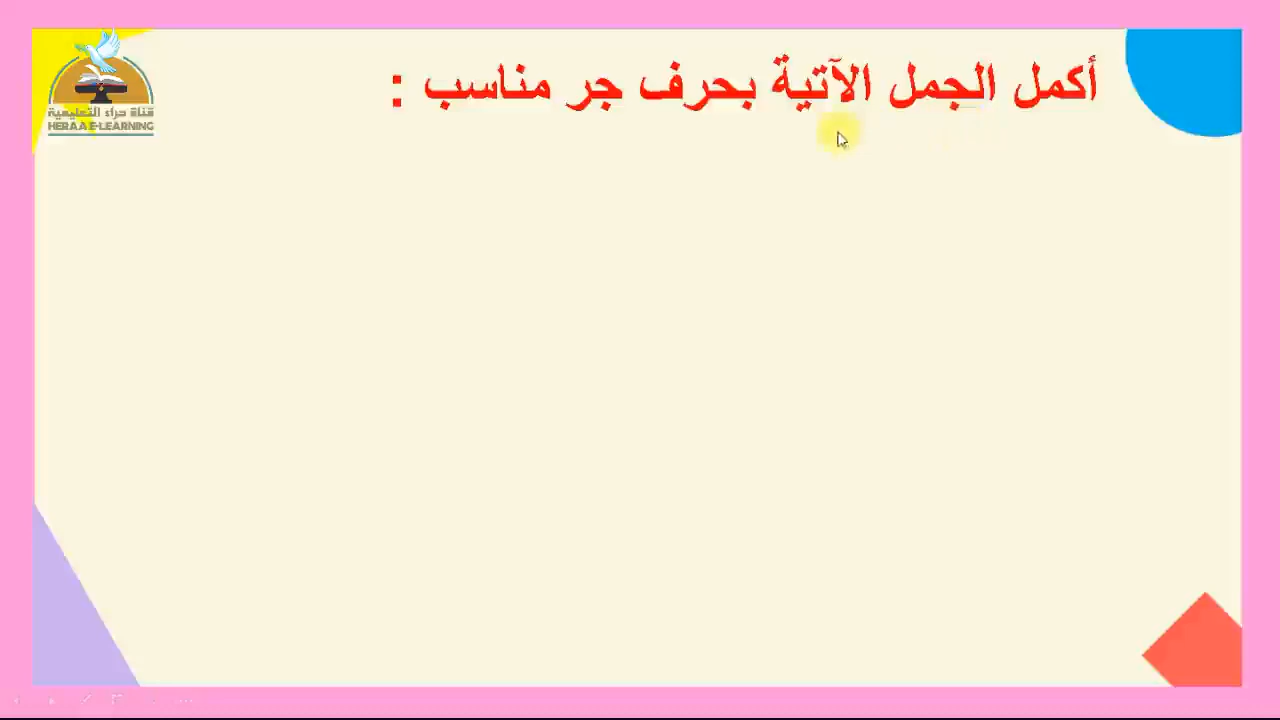 أكمل الجمل الآتية بحرف جر مناسب :
قناة حراء التعليمية
HERAA E-LEARNING